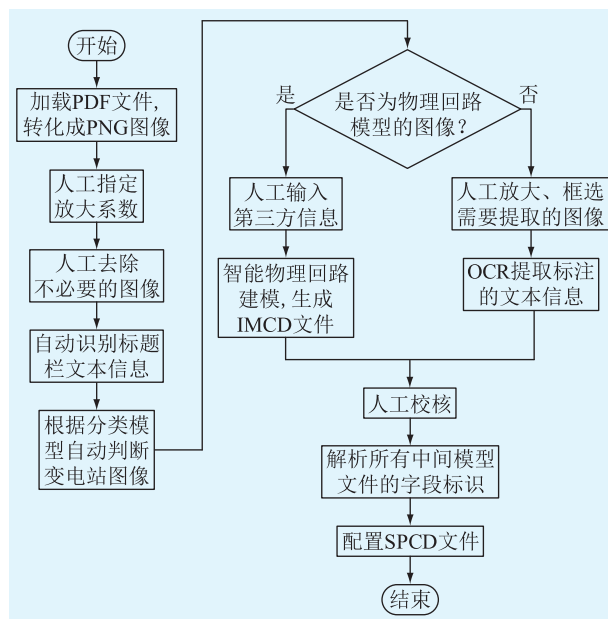 开始
加载PDF文件,
转化成PNG图像
人工指定
放大系数
人工去除
不必要的图像
自动识别标题
栏文本信息
根据分类模
型自动判断
变电站图像
是否为物理回路
模型的图像？
是
否
人工输入
第三方信息
智能物理回路
建模,生成
IMCD文件
人工放大、框选
需要提取的图像
OCR提取标注
的文本信息
人工校核
解析所有中间模型
文件的字段标识
配置SPCD文件
结束